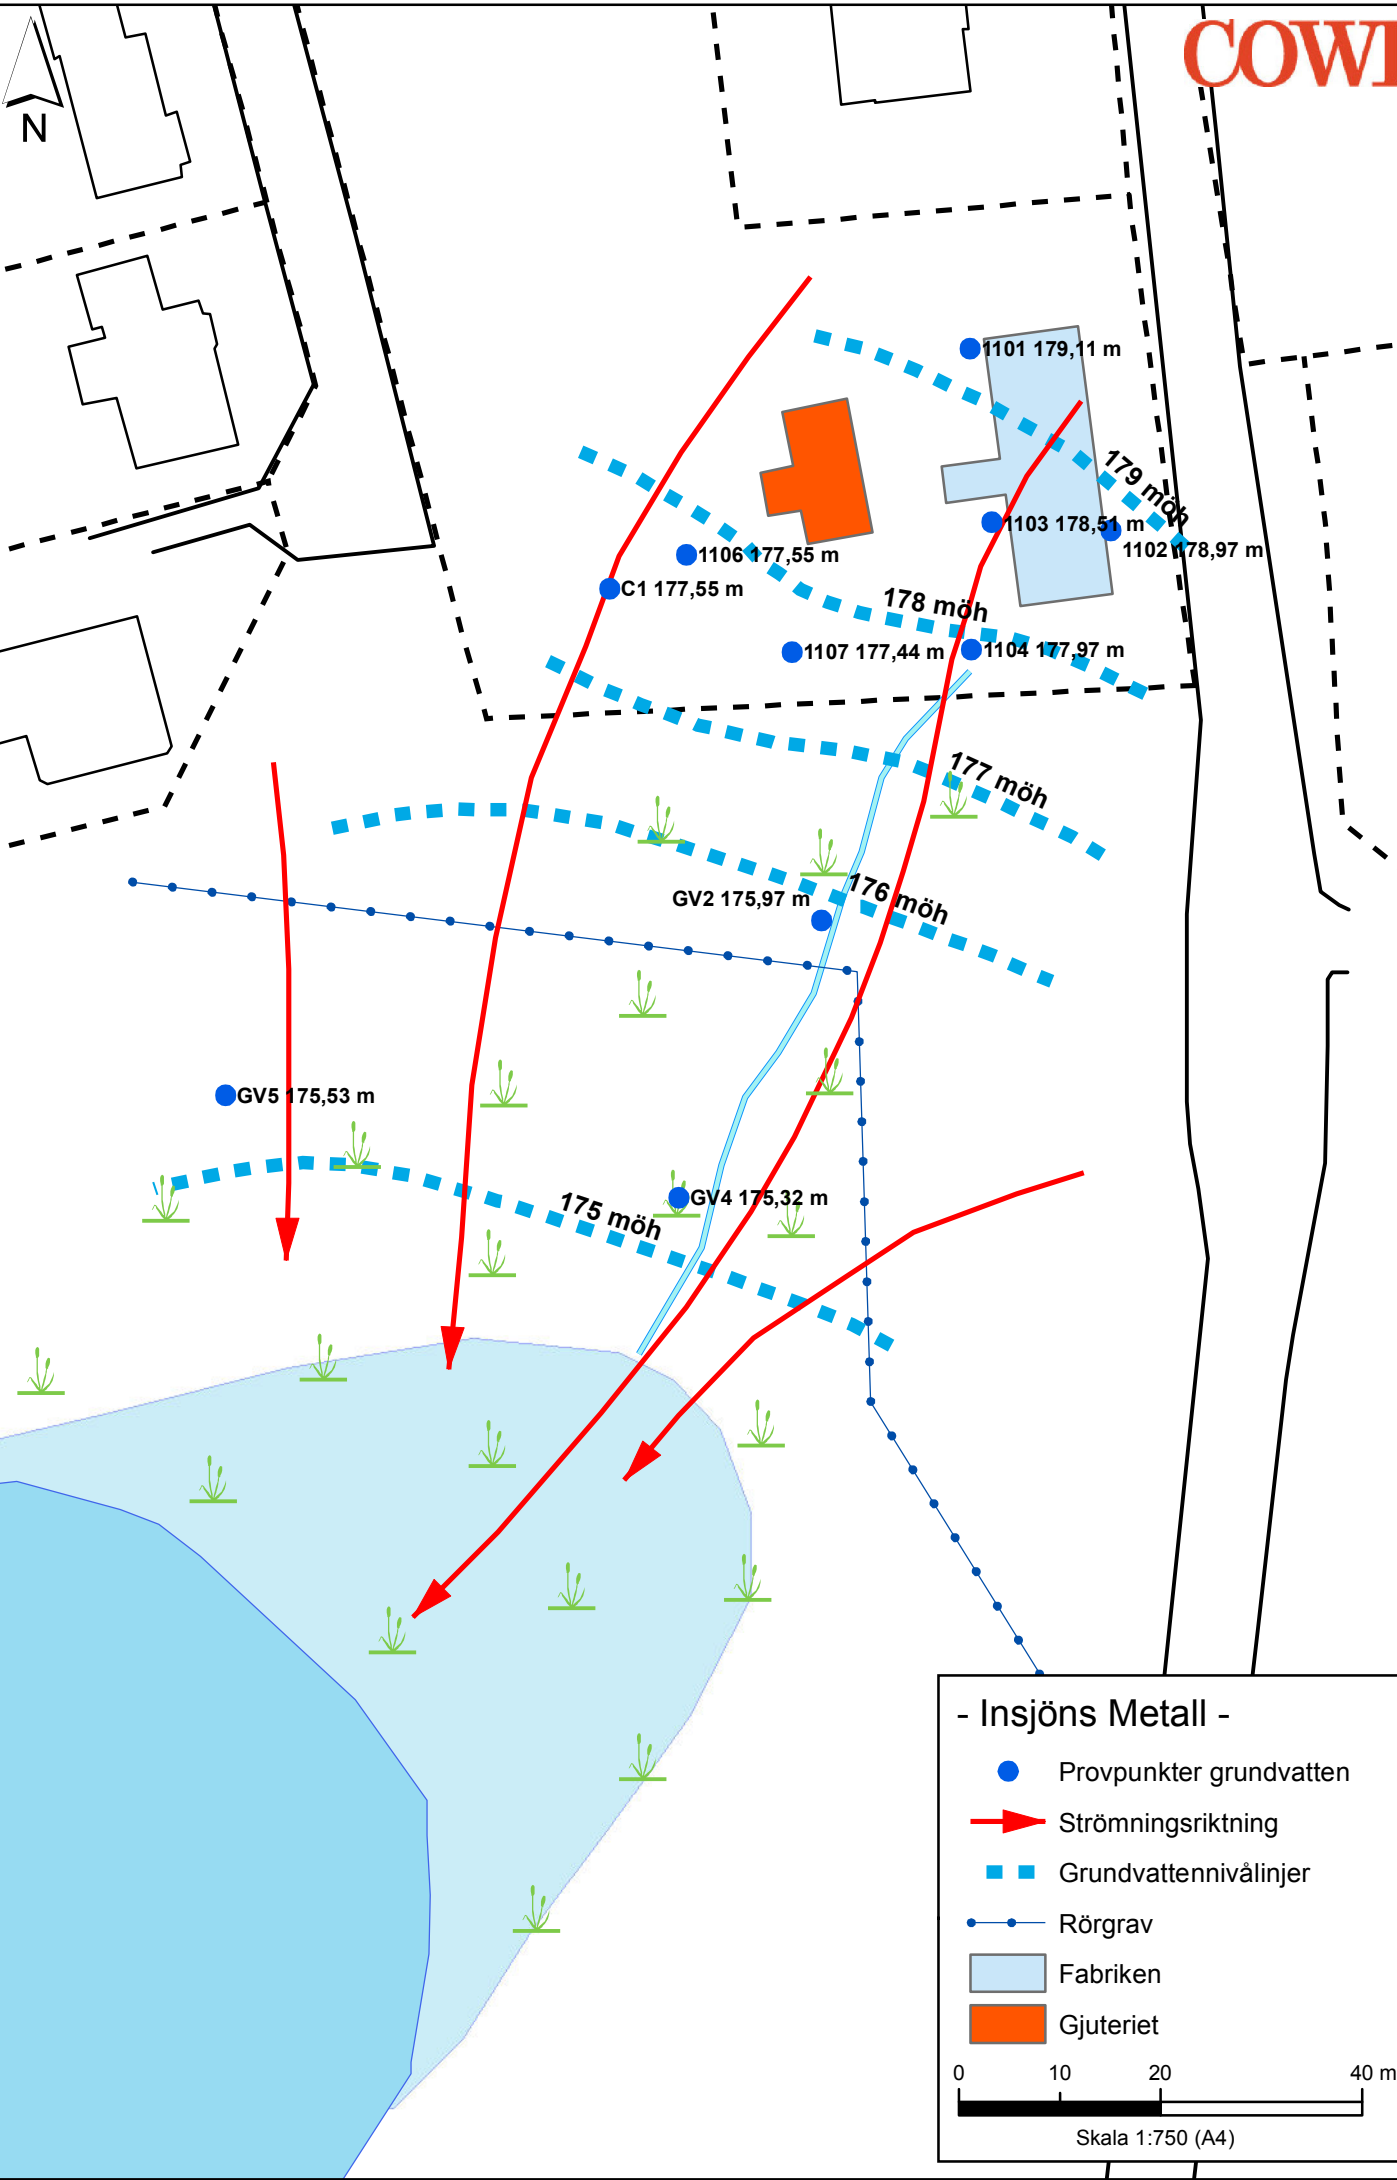 COWI
N
1101 179,11 m
179 möh
1103 178,51 m
1102 178,97 m
1106 177,55 m
C1 177,55 m
178 möh
1107 177,44 m
1104 177,97 m
177 möh
GV2 175,97 m
176 möh
GV5 175,53 m
GV4 175,32 m
175 möh
- Insjöns Metall -
Provpunkter grundvatten
Strömningsriktning
Grundvattennivålinjer
Rörgrav
Fabriken
Gjuteriet
0 10 20 40 m
Skala 1:750 (A4)